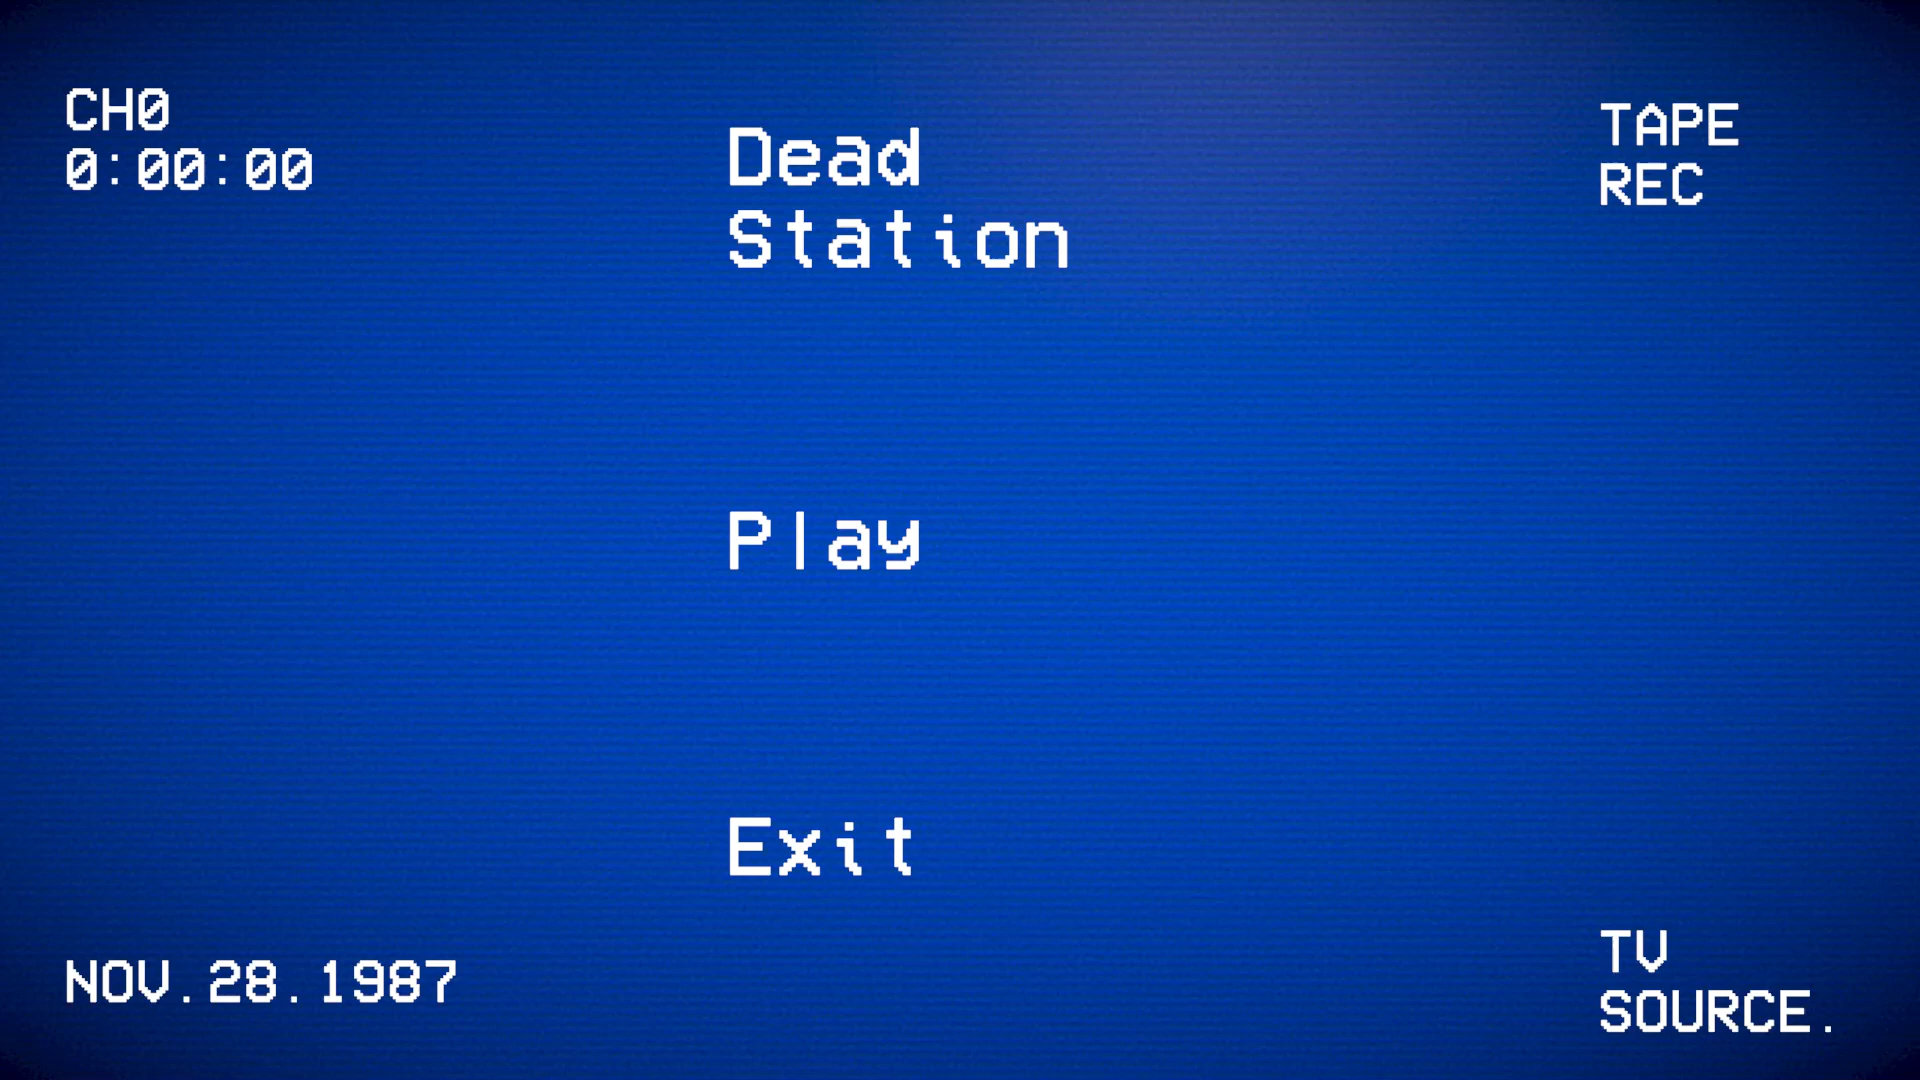 CH0
0:00:00
TAPE
REC
Dead
Station
Play
Exit
NOV.28.1987
TV
SOURCE.